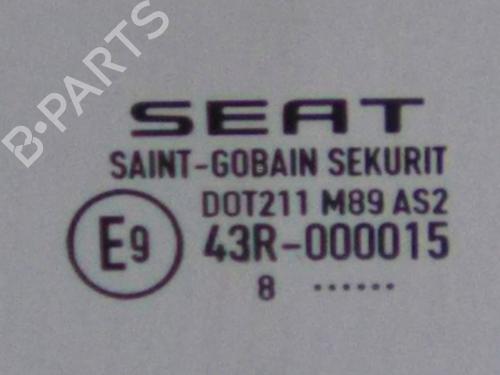 B-PARTS
SEAT
SAINT-GOBAIN SEKURIT
DOT211 M89 AS2
E9 43R-000015
8 ......